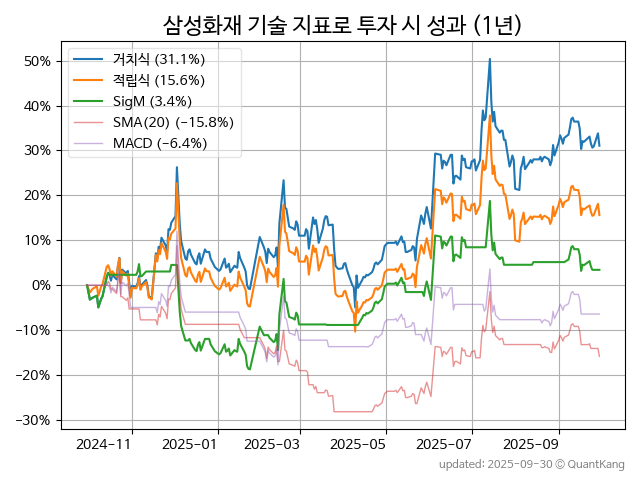 삼성화재 기술 지표로 투자 시 성과 (1년)
거치식 (31.1%)
적립식 (15.6%)
SigM (3.4%)
SMA(20) (−15.8%)
MACD (−6.4%)
50%
40%
30%
20%
10%
0%
−10%
−20%
−30%
2024-11 2025-01 2025-03 2025-05 2025-07 2025-09
updated: 2025-09-30 © QuantKang